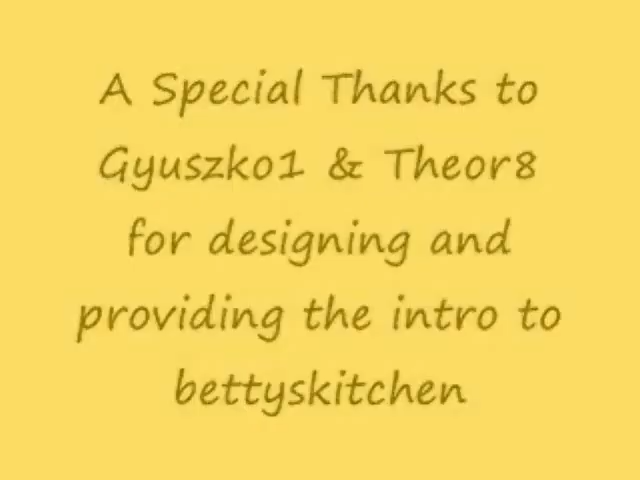 A Special Thanks to
Gyuszko1 & Theor8
for designing and
providing the intro to
bettyskitchen